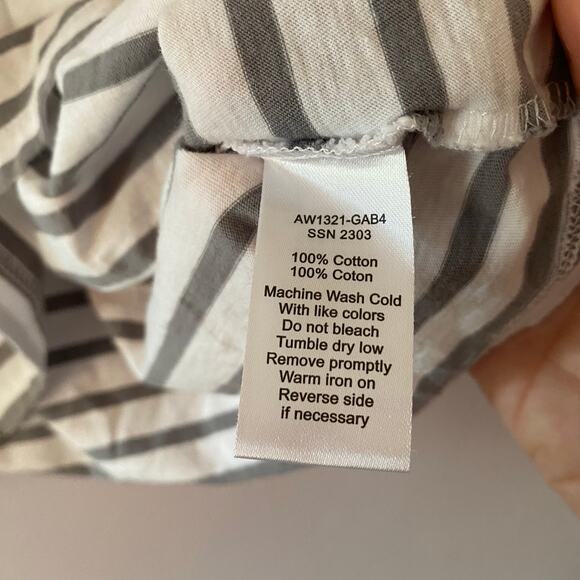 AW1321-GAB4
SSN 2303
100% Cotton
100% Coton
Machine Wash Cold
With like colors
Do not bleach
Tumble dry low
Remove promptly
Warm iron on
Reverse side
if necessary